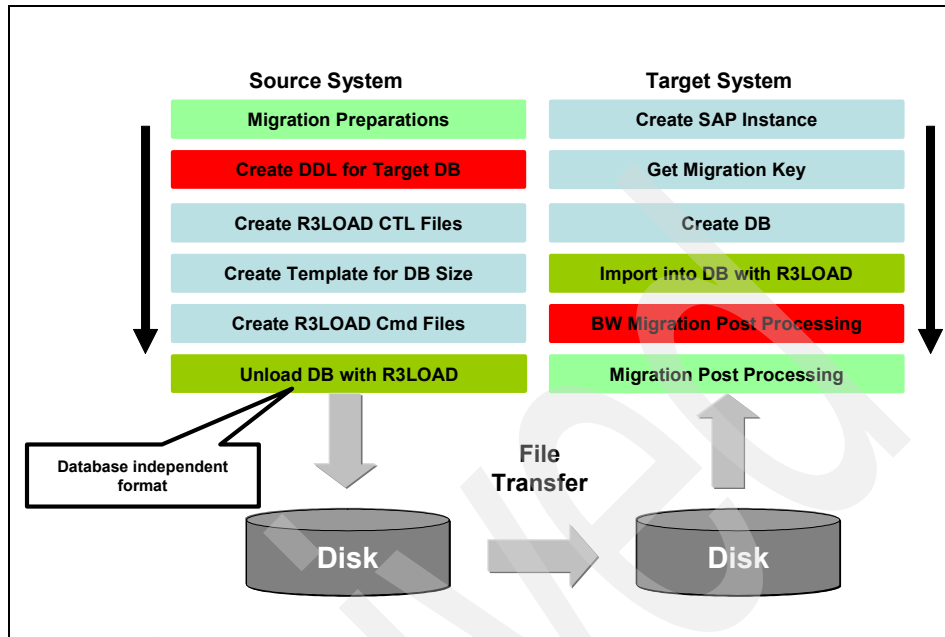 Source System
Migration Preparations
Create DDL for Target DB
Create R3LOAD CTL Files
Create Template for DB Size
Create R3LOAD Cmd Files
Unload DB with R3LOAD
Target System
Create SAP Instance
Get Migration Key
Create DB
Import into DB with R3LOAD
BW Migration Post Processing
Migration Post Processing
Database independent
format
File
Transfer
Disk
Disk